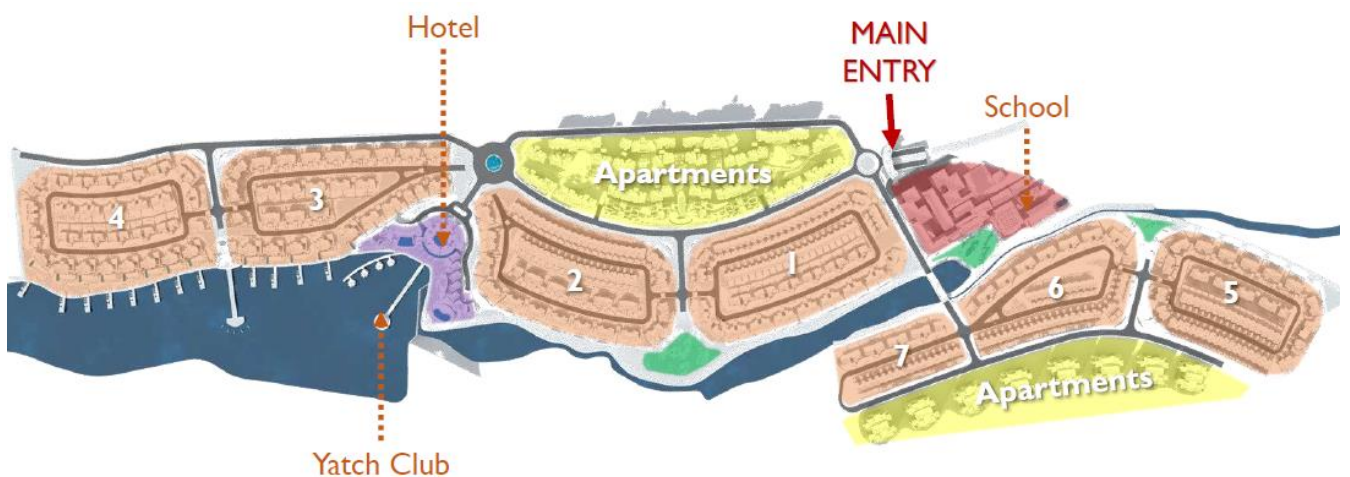 Hotel
MAIN
ENTRY
School
Apartments
4
3
2
1
6
5
7
Apartments
Yatch Club